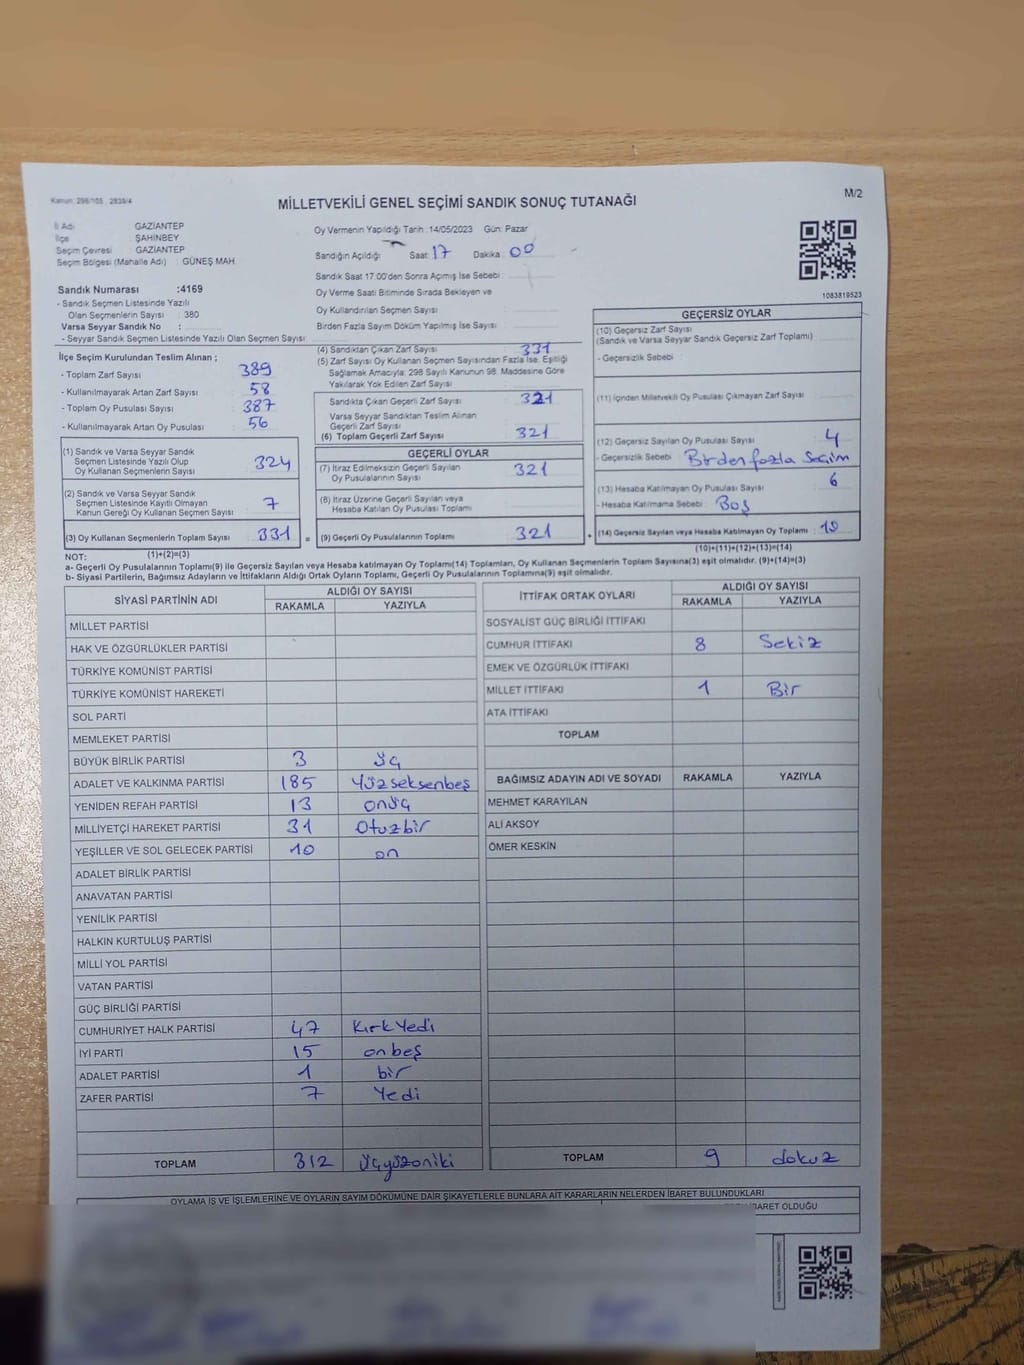 Kanun: 298/105 , 2839/4
M/2
MİLLETVEKİLİ GENEL SEÇİMİ SANDIK SONUÇ TUTANAĞI
İl Adı : GAZİANTEP
İlçe : ŞAHİNBEY
Seçim Çevresi : GAZİANTEP
Seçim Bölgesi (Mahalle Adı) : GÜNEŞ MAH.
Sandık Numarası :4169
- Sandık Seçmen Listesinde Yazılı
Olan Seçmenlerin Sayısı : 380
Varsa Seyyar Sandık No :
- Seyyar Sandık Seçmen Listesinde Yazılı Olan Seçmen Sayısı :
Oy Vermenin Yapıldığı Tarih :14/05/2023 Gün: Pazar
Sandığın Açıldığı Saat: 17 Dakika: 00
Sandık Saat 17.00'den Sonra Açmış İse Sebebi :
Oy Verme Saati Bitiminde Sırada Bekleyen ve
Oy Kullandırılan Seçmen Sayısı :
Birden Fazla Sayım Döküm Yapılmış İse Sayısı :
1083819523
İlçe Seçim Kurulundan Teslim Alınan ;
- Toplam Zarf Sayısı : 389
- Kullanılmayarak Artan Zarf Sayısı : 58
- Toplam Oy Pusulası Sayısı : 387
- Kullanılmayarak Artan Oy Pusulası : 56
(4) Sandıktan Çıkan Zarf Sayısı : 331
(5) Zarf Sayısı Oy Kullanan Seçmen Sayısından Fazla İse, Eşitliği
Sağlamak Amacıyla; 298 Sayılı Kanunun 98. Maddesine Göre
Yakılarak Yok Edilen Zarf Sayısı :
Sandıkta Çıkan Geçerli Zarf Sayısı : 321
Varsa Seyyar Sandıktan Teslim Alınan
Geçerli Zarf Sayısı :
(6) Toplam Geçerli Zarf Sayısı : 321
GEÇERSİZ OYLAR
(10) Geçersiz Zarf Sayısı :
(Sandık ve Varsa Seyyar Sandık Geçersiz Zarf Toplamı)
- Geçersizlik Sebebi :
(11) İçinden Milletvekili Oy Pusulası Çıkmayan Zarf Sayısı :
(12) Geçersiz Sayılan Oy Pusulası Sayısı : 4
- Geçersizlik Sebebi : Birden fazla Seçim
(13) Hesaba Katılmayan Oy Pusulası Sayısı : 6
- Hesaba Katılmama Sebebi : Boş
(14) Geçersiz Sayılan veya Hesaba Katılmayan Oy Toplamı : 10
(10)+(11)+(12)+(13)=(14)
(1) Sandık ve Varsa Seyyar Sandık
Seçmen Listesinde Yazılı Olup
Oy Kullanan Seçmenlerin Sayısı : 324
(2) Sandık ve Varsa Seyyar Sandık
Seçmen Listesinde Kayıtlı Olmayan
Kanun Gereği Oy Kullanan Seçmen Sayısı : 7
(3) Oy Kullanan Seçmenlerin Toplam Sayısı : 331
(1)+(2)=(3)
GEÇERLİ OYLAR
(7) İtiraz Edilmeksizin Geçerli Sayılan
Oy Pusulalarının Sayısı : 321
(8) İtiraz Üzerine Geçerli Sayılan veya
Hesaba Katılan Oy Pusulası Toplamı :
(9) Geçerli Oy Pusulalarının Toplamı : 321
NOT:
a- Geçerli Oy Pusulalarının Toplamı(9) ile Geçersiz Sayılan veya Hesaba katılmayan Oy Toplamı(14) Toplamları, Oy Kullanan Seçmenlerin Toplam Sayısına(3) eşit olmalıdır. (9)+(14)=(3)
b- Siyasi Partilerin, Bağımsız Adayların ve İttifakların Aldığı Ortak Oyların Toplamı, Geçerli Oy Pusulalarının Toplamına(9) eşit olmalıdır.
SİYASİ PARTİNİN ADI ALDIĞI OY SAYISI
RAKAMLA YAZIYLA
MİLLET PARTİSİ
HAK VE ÖZGÜRLÜKLER PARTİSİ
TÜRKİYE KOMÜNİST PARTİSİ
TÜRKİYE KOMÜNİST HAREKETİ
SOL PARTİ
MEMLEKET PARTİSİ
BÜYÜK BİRLİK PARTİSİ 3 üç
ADALET VE KALKINMA PARTİSİ 185 Yüzseksenbeş
YENİDEN REFAH PARTİSİ 13 onüç
MİLLİYETÇİ HAREKET PARTİSİ 31 Otuzbir
YEŞİLLER VE SOL GELECEK PARTİSİ 10 on
ADALET BİRLİK PARTİSİ
ANAVATAN PARTİSİ
YENİLİK PARTİSİ
HALKIN KURTULUŞ PARTİSİ
MİLLİ YOL PARTİSİ
VATAN PARTİSİ
GÜÇ BİRLİĞİ PARTİSİ
CUMHURİYET HALK PARTİSİ 47 KırkYedi
İYİ PARTİ 15 onbeş
ADALET PARTİSİ 1 bir
ZAFER PARTİSİ 7 Yedi
TOPLAM 312 üçyüzoniki
İTTİFAK ORTAK OYLARI ALDIĞI OY SAYISI
RAKAMLA YAZIYLA
SOSYALİST GÜÇ BİRLİĞİ İTTİFAKI
CUMHUR İTTİFAKI 8 Sekiz
EMEK VE ÖZGÜRLÜK İTTİFAKI
MİLLET İTTİFAKI 1 Bir
ATA İTTİFAKI
TOPLAM
BAĞIMSIZ ADAYIN ADI VE SOYADI RAKAMLA YAZIYLA
MEHMET KARAYILAN
ALİ AKSOY
ÖMER KESKİN
TOPLAM 9 dokuz
OYLAMA İŞ VE İŞLEMLERİNE VE OYLARIN SAYIM DÖKÜMÜNE DAİR ŞİKAYETLERLE BUNLARA AİT KARARLARIN NELERDEN İBARET BULUNDUKLARI
BARET OLDUĞU